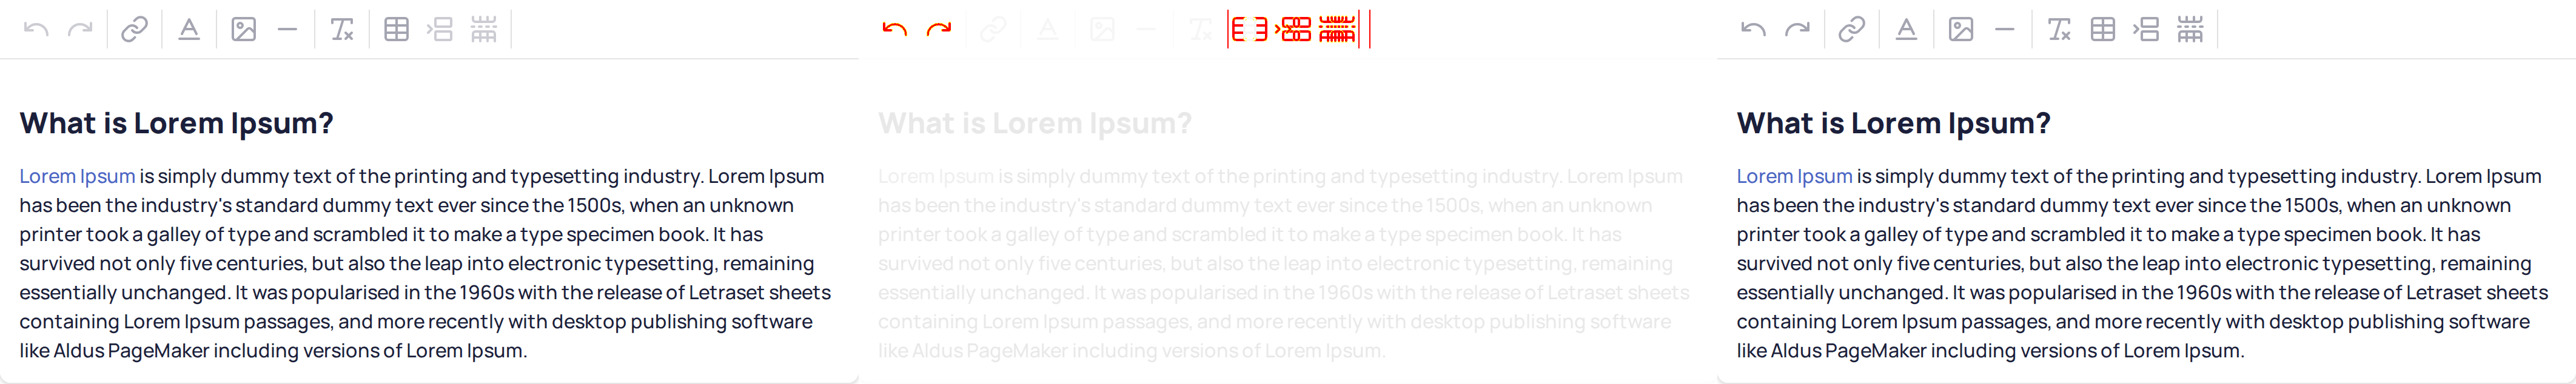 What is Lorem Ipsum?
Lorem Ipsum is simply dummy text of the printing and typesetting industry. Lorem Ipsum
has been the industry's standard dummy text ever since the 1500s, when an unknown
printer took a galley of type and scrambled it to make a type specimen book. It has
survived not only five centuries, but also the leap into electronic typesetting, remaining
essentially unchanged. It was popularised in the 1960s with the release of Letraset sheets
containing Lorem Ipsum passages, and more recently with desktop publishing software
like Aldus PageMaker including versions of Lorem Ipsum.
What is Lorem Ipsum?
Lorem Ipsum is simply dummy text of the printing and typesetting industry. Lorem Ipsum
has been the industry's standard dummy text ever since the 1500s, when an unknown
printer took a galley of type and scrambled it to make a type specimen book. It has
survived not only five centuries, but also the leap into electronic typesetting, remaining
essentially unchanged. It was popularised in the 1960s with the release of Letraset sheets
containing Lorem Ipsum passages, and more recently with desktop publishing software
like Aldus PageMaker including versions of Lorem Ipsum.
What is Lorem Ipsum?
Lorem Ipsum is simply dummy text of the printing and typesetting industry. Lorem Ipsum
has been the industry's standard dummy text ever since the 1500s, when an unknown
printer took a galley of type and scrambled it to make a type specimen book. It has
survived not only five centuries, but also the leap into electronic typesetting, remaining
essentially unchanged. It was popularised in the 1960s with the release of Letraset sheets
containing Lorem Ipsum passages, and more recently with desktop publishing software
like Aldus PageMaker including versions of Lorem Ipsum.